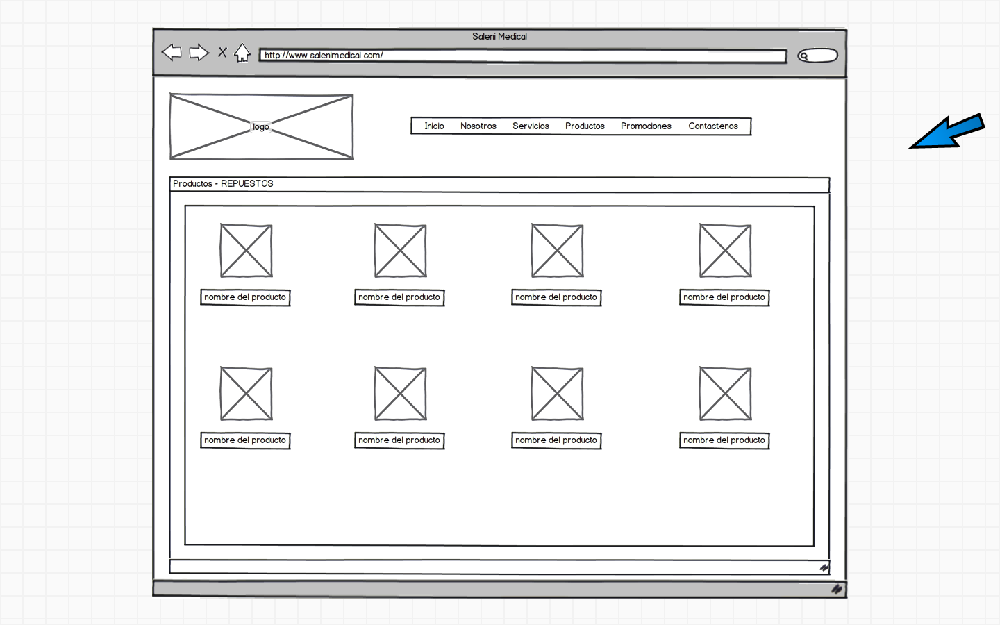 Saleni Medical
http://www.salenimedical.com/
logo
Inicio Nosotros Servicios Productos Promociones Contactenos
Productos - REPUESTOS
nombre del producto nombre del producto nombre del producto nombre del producto
nombre del producto nombre del producto nombre del producto nombre del producto